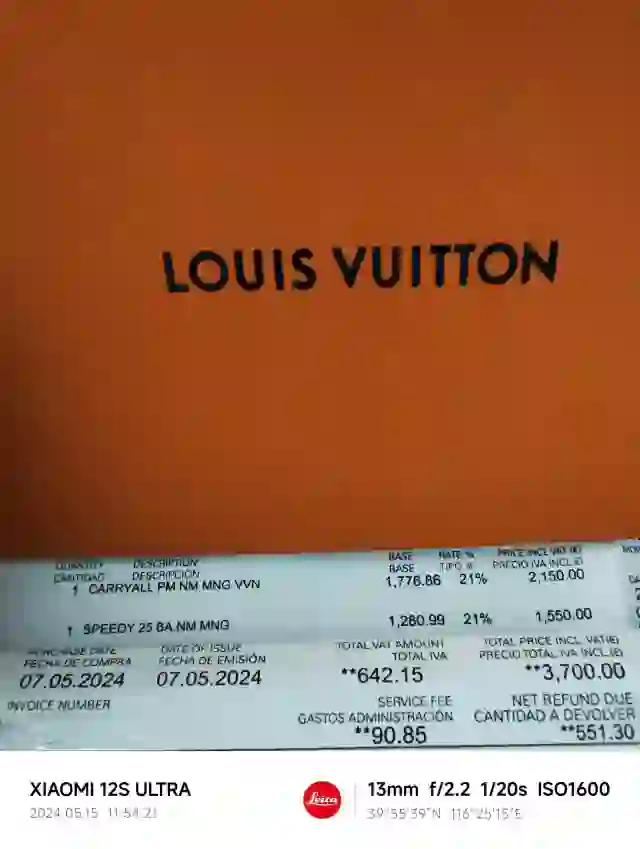 LOUIS VUITTON
QUANTITY DESCRIPTION BASE RATE % PRICE INCL VAT (€)
CANTIDAD DESCRIPCIÓN BASE TIPO % PRECIO IVA INCL.(€)
1 CARRYALL PM NM MNG VVN 1,776.86 21% 2,150.00
1 SPEEDY 25 BA.NM MNG 1,280.99 21% 1,550.00
PURCHASE DATE DATE OF ISSUE TOTAL VAT AMOUNT TOTAL PRICE INCL. VAT(€)
FECHA DE COMPRA FECHA DE EMISIÓN TOTAL IVA PRECIO TOTAL IVA INCL.(€)
07.05.2024 07.05.2024 **642.15 **3,700.00
INVOICE NUMBER SERVICE FEE NET REFUND DUE
GASTOS ADMINISTRACIÓN CANTIDAD A DEVOLVER
**90.85 **551.30
XIAOMI 12S ULTRA Leica 13mm f/2.2 1/20s ISO1600
2024.05.15 11:54:21 39°55'39"N 116°25'15"E